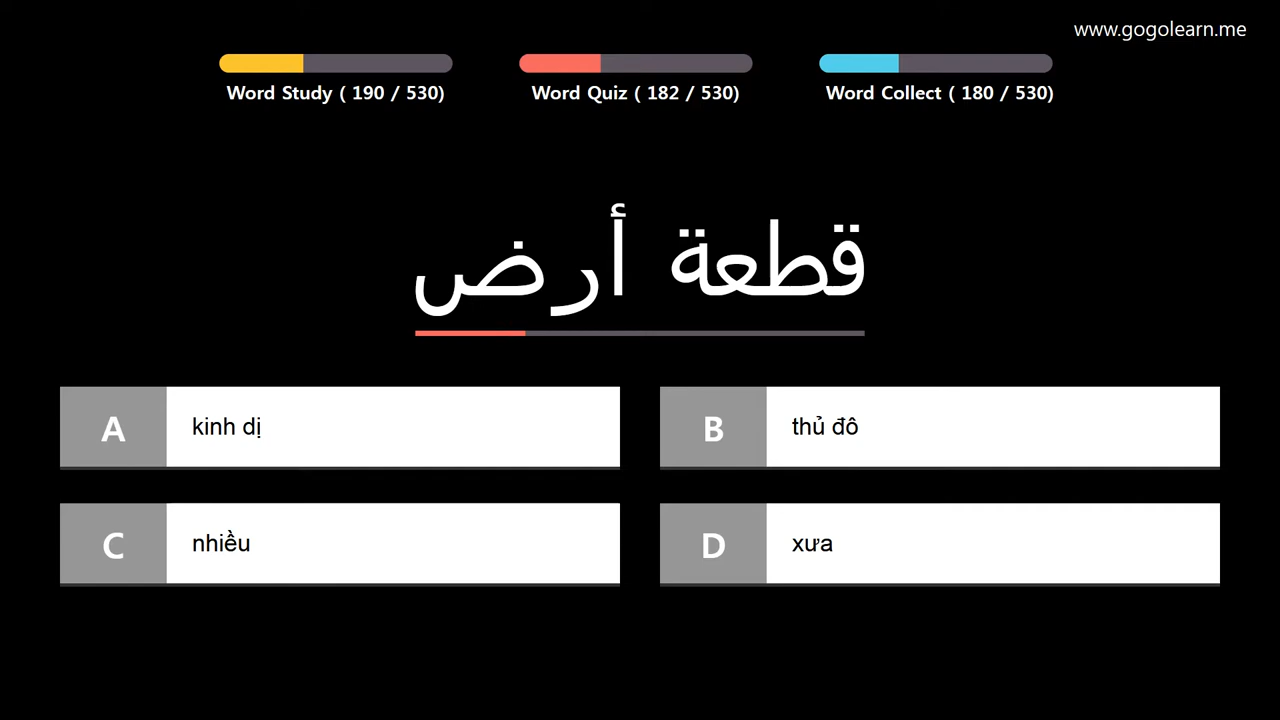 www.gogolearn.me
Word Study ( 190 / 530)
Word Quiz ( 182 / 530)
Word Collect ( 180 / 530)
قطعة أرض
A kinh dị
B thủ đô
C nhiều
D xưa